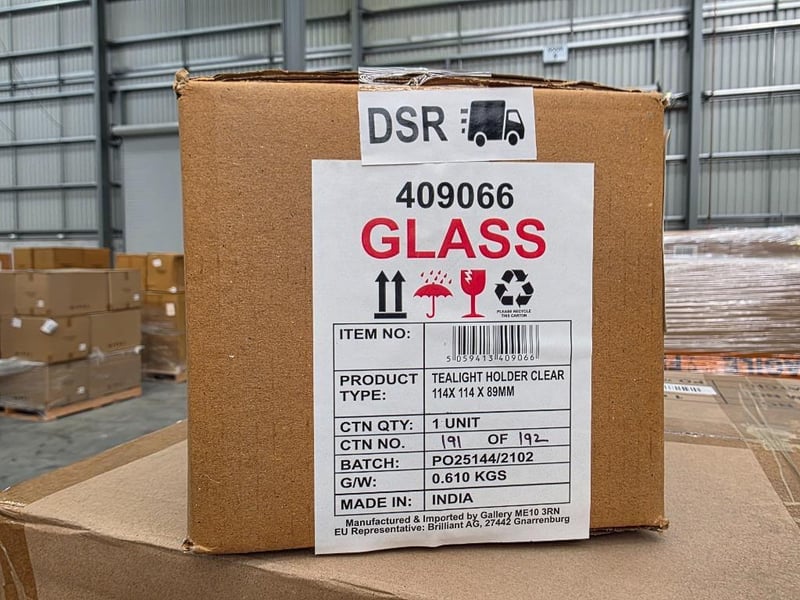 DSR
409066
GLASS
PLEASE RECYCLE
THIS CARTON
ITEM NO:
5 059413 409066
PRODUCT TYPE: TEALIGHT HOLDER CLEAR
114X 114 X 89MM
CTN QTY: 1 UNIT
CTN NO. 191 OF 192
BATCH: PO25144/2102
G/W: 0.610 KGS
MADE IN: INDIA
Manufactured & Imported by Gallery ME10 3RN
EU Representative: Brilliant AG, 27442 Gnarrenburg